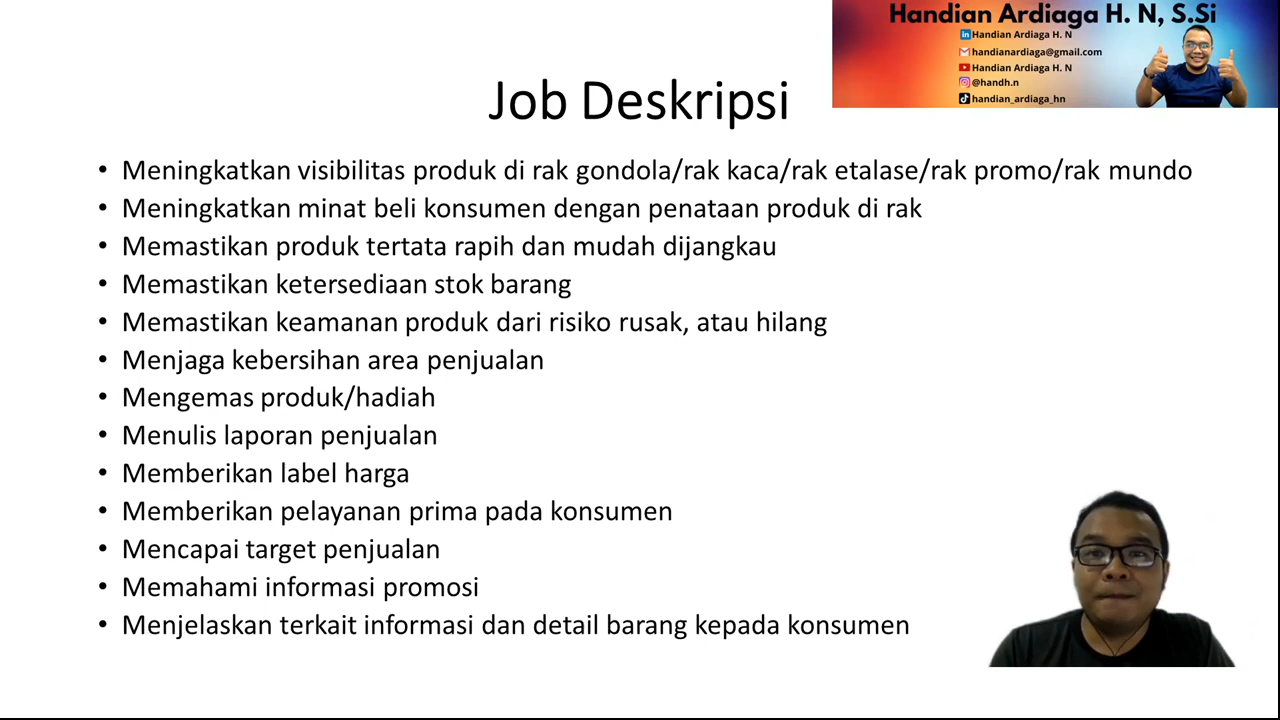 Handian Ardiaga H. N, S.Si
Handian Ardiaga H. N
handianardiaga@gmail.com
Handian Ardiaga H. N
@handh.n
handian_ardiaga_hn
Job Deskripsi
• Meningkatkan visibilitas produk di rak gondola/rak kaca/rak etalase/rak promo/rak mundo
• Meningkatkan minat beli konsumen dengan penataan produk di rak
• Memastikan produk tertata rapih dan mudah dijangkau
• Memastikan ketersediaan stok barang
• Memastikan keamanan produk dari risiko rusak, atau hilang
• Menjaga kebersihan area penjualan
• Mengemas produk/hadiah
• Menulis laporan penjualan
• Memberikan label harga
• Memberikan pelayanan prima pada konsumen
• Mencapai target penjualan
• Memahami informasi promosi
• Menjelaskan terkait informasi dan detail barang kepada konsumen